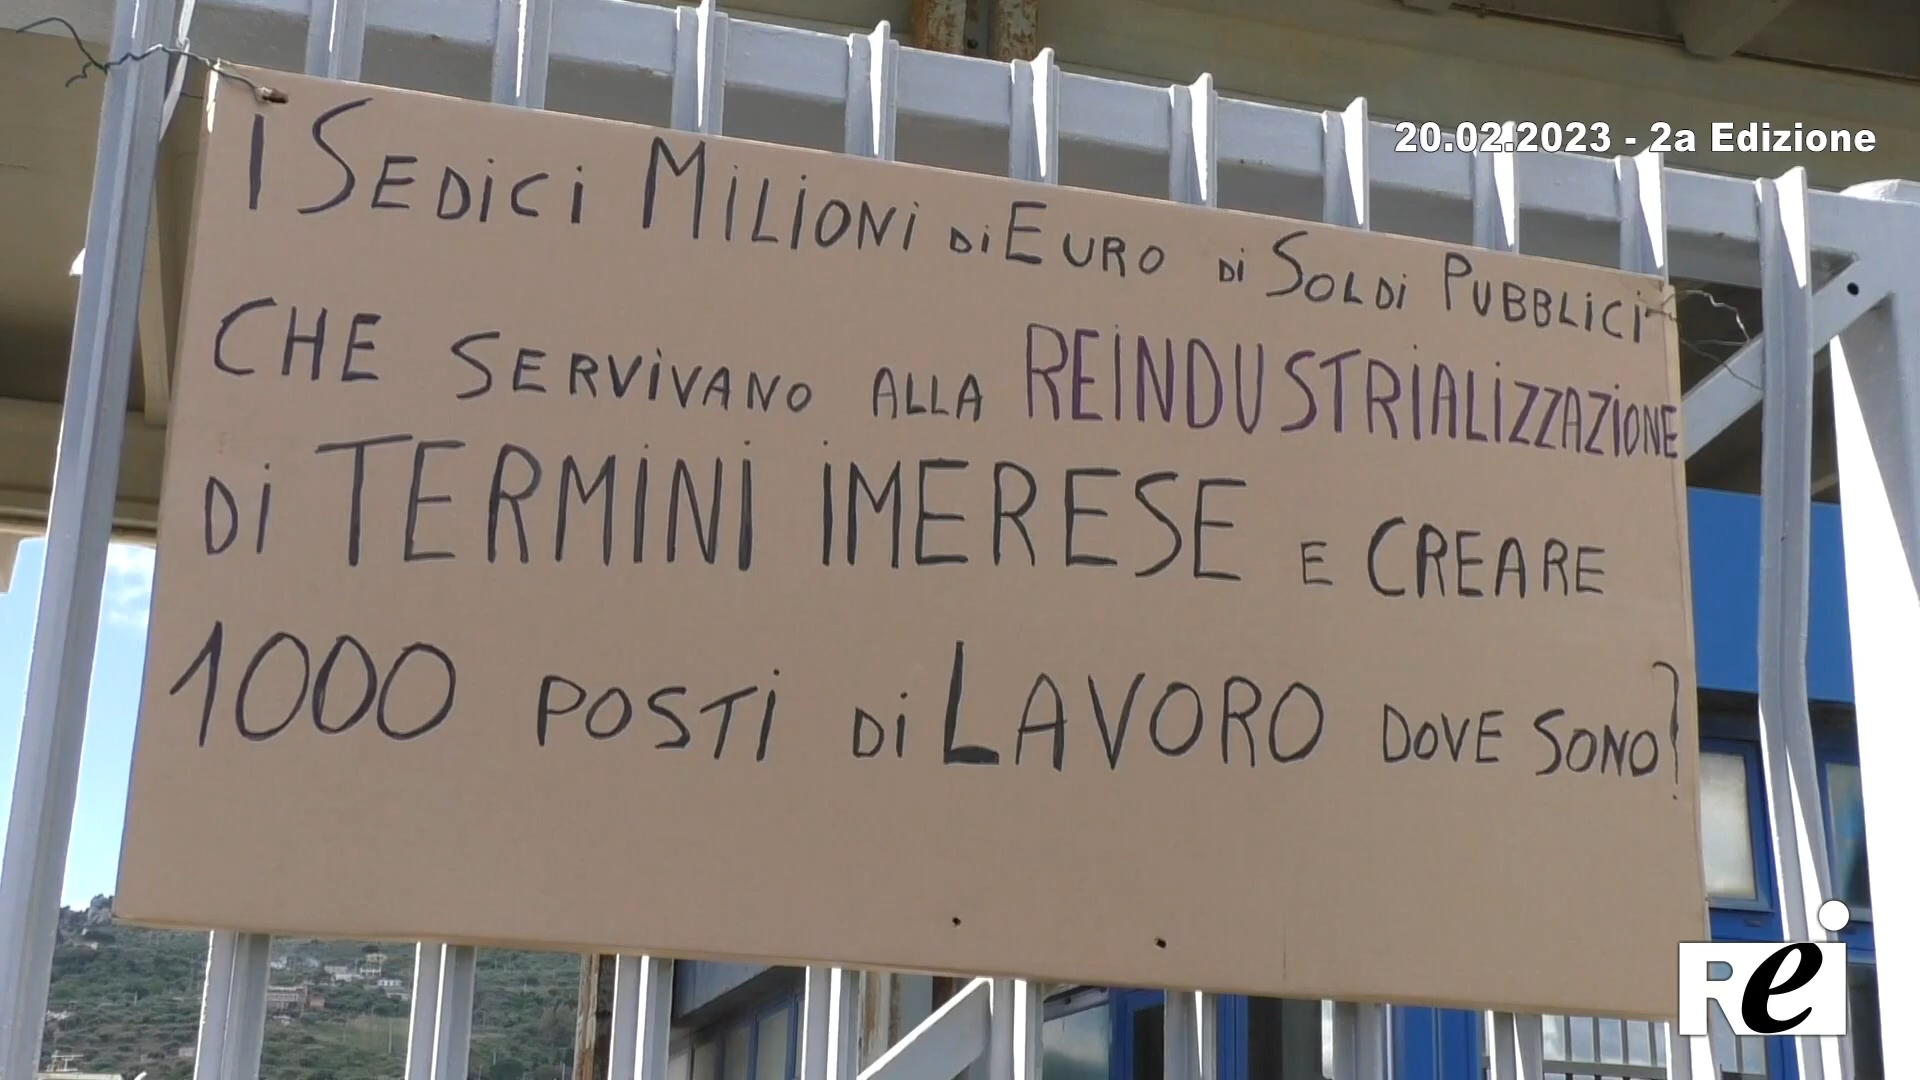 20.02.2023 - 2a Edizione
I SEDiCi MiLiONi Di EURO Di SOLDi PUBBLiCi
CHE SERViVANO ALLA REiNDUSTRiALiZZAZiONE
Di TERMiNi iMERESE E CREARE
1000 POSTi Di LAVORO DOVE SONO?
Rei